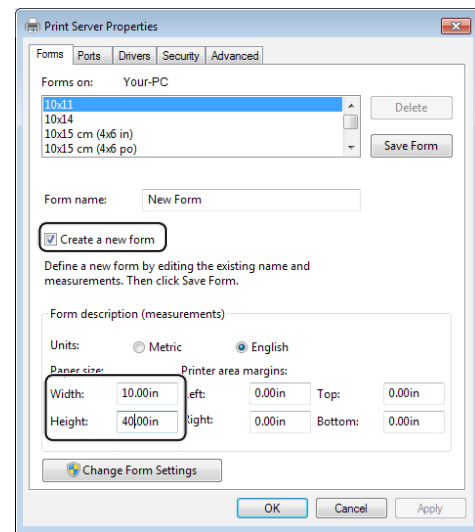 Print Server Properties
Forms Ports Drivers Security Advanced
Forms on: Your-PC
10x11
10x14
10x15 cm (4x6 in)
10x15 cm (4x6 po)
Delete
Save Form
Form name: New Form
Create a new form
Define a new form by editing the existing name and
measurements. Then click Save Form.
Form description (measurements)
Units: Metric English
Paper size: Printer area margins:
Width: 10.00in Left: 0.00in Top: 0.00in
Height: 40.00in Right: 0.00in Bottom: 0.00in
Change Form Settings
OK Cancel Apply